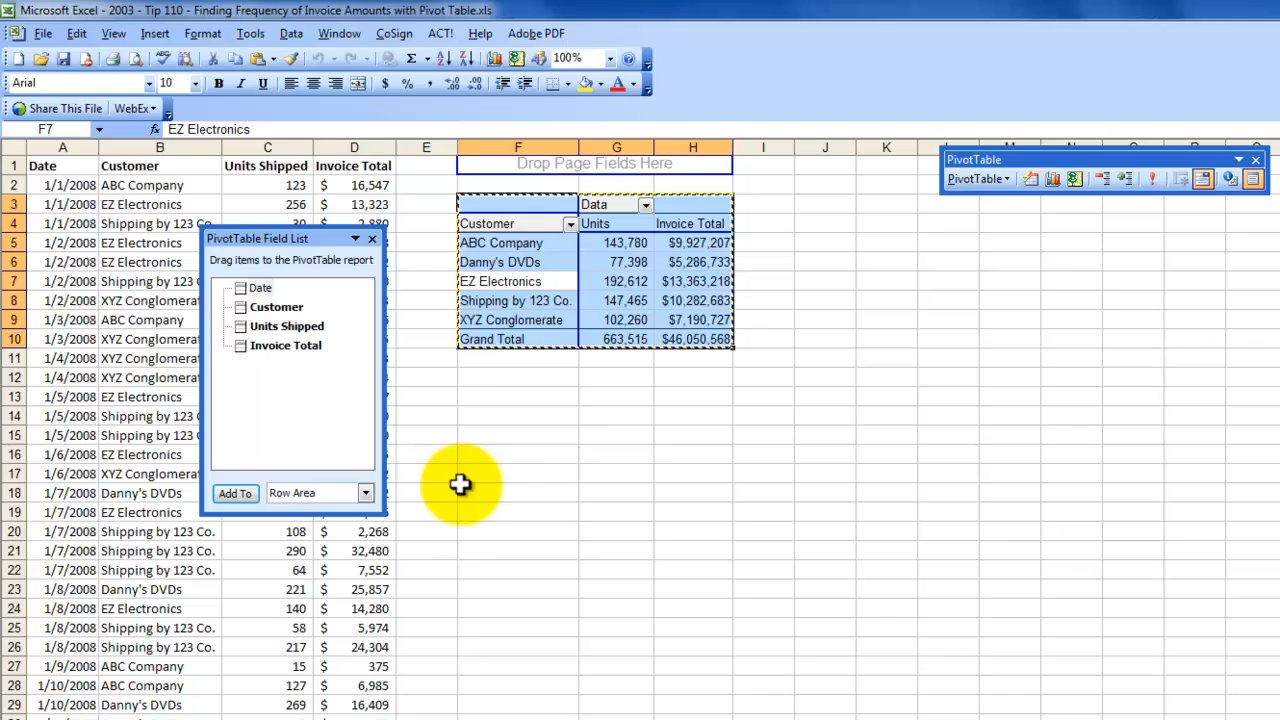 Microsoft Excel - 2003 - Tip 110 - Finding Frequency of Invoice Amounts with Pivot Table.xls
File Edit View Insert Format Tools Data Window CoSign ACT! Help Adobe PDF
100%
Arial 10 B I U $ % ,
Share This File WebEx
F7 fx EZ Electronics
A B C D E F G H I J K
1 Date Customer Units Shipped Invoice Total Drop Page Fields Here
2 1/1/2008 ABC Company 123 $ 16,547
3 1/1/2008 EZ Electronics 256 $ 13,323 Data
4 1/1/2008 Shipping by 123 Co. Customer Units Invoice Total
5 1/2/2008 EZ Electronics ABC Company 143,780 $9,927,207
6 1/2/2008 EZ Electronics Danny's DVDs 77,398 $5,286,733
7 1/2/2008 Shipping by 123 C EZ Electronics 192,612 $13,363,218
8 1/2/2008 XYZ Conglomerat Shipping by 123 Co. 147,465 $10,282,683
9 1/3/2008 ABC Company XYZ Conglomerate 102,260 $7,190,727
10 1/3/2008 XYZ Conglomerat Grand Total 663,515 $46,050,568
11 1/4/2008 XYZ Conglomerat
12 1/4/2008 XYZ Conglomerat
13 1/5/2008 EZ Electronics
14 1/5/2008 Shipping by 123 C
15 1/5/2008 Shipping by 123 C
16 1/6/2008 EZ Electronics
17 1/6/2008 XYZ Conglomerat
18 1/7/2008 Danny's DVDs
19 1/7/2008 EZ Electronics
20 1/7/2008 Shipping by 123 Co. 108 $ 2,268
21 1/7/2008 Shipping by 123 Co. 290 $ 32,480
22 1/7/2008 Shipping by 123 Co. 64 $ 7,552
23 1/8/2008 Danny's DVDs 221 $ 25,857
24 1/8/2008 EZ Electronics 140 $ 14,280
25 1/8/2008 Shipping by 123 Co. 58 $ 5,974
26 1/8/2008 Shipping by 123 Co. 217 $ 24,304
27 1/9/2008 ABC Company 15 $ 375
28 1/10/2008 ABC Company 127 $ 6,985
29 1/10/2008 Danny's DVDs 269 $ 16,409
PivotTable Field List
Drag items to the PivotTable report
Date
Customer
Units Shipped
Invoice Total
Add To Row Area
PivotTable
PivotTable